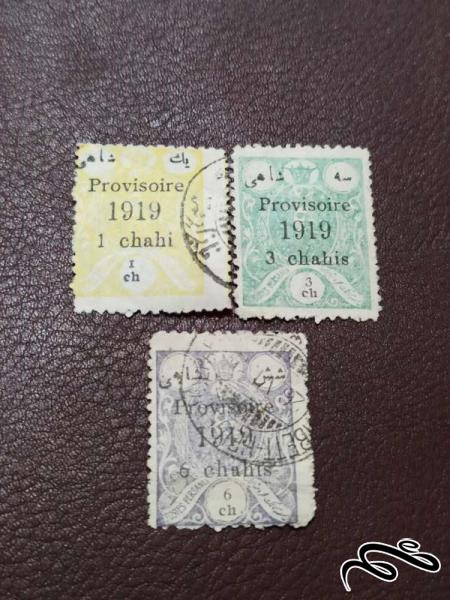 یك شاهی
Provisoire
1919
1 chahi
1
ch
سه شاهی
Provisoire
1919
3 chahis
3
ch
شش شاهی
Provisoire
1919
6 chahis
6
ch